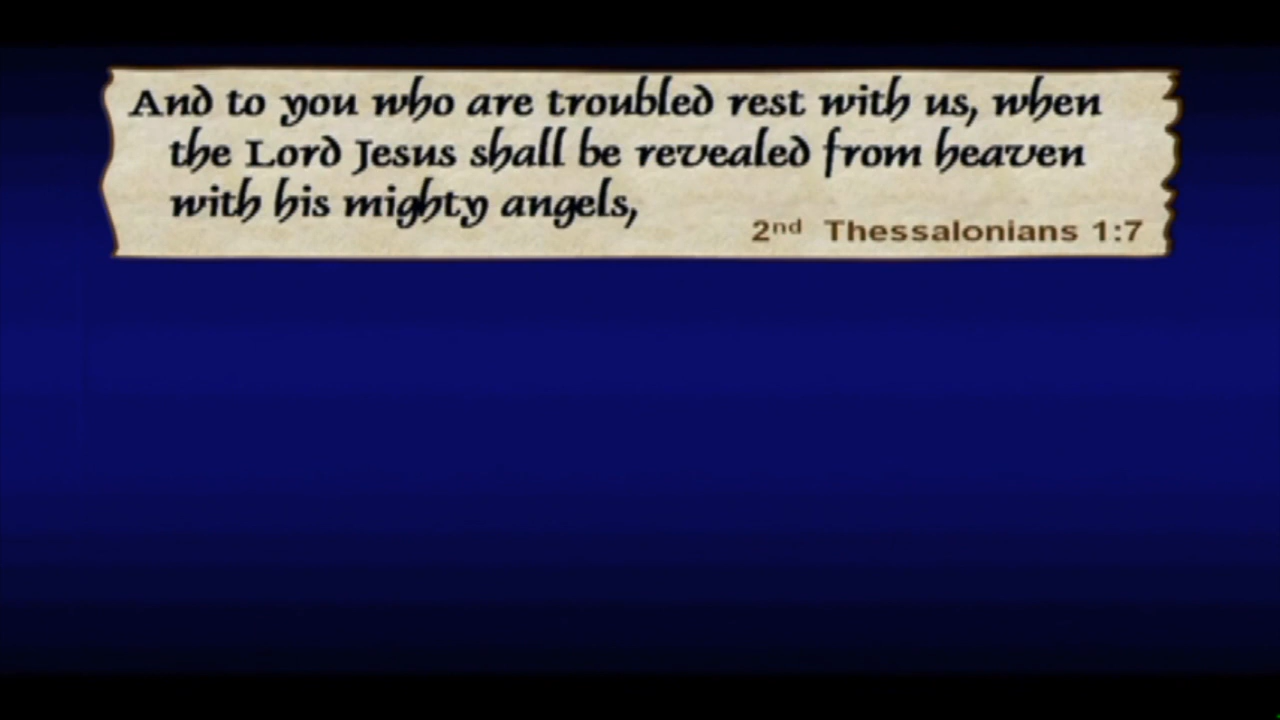 And to you who are troubled rest with us, when
the Lord Jesus shall be revealed from heaven
with his mighty angels,
2nd Thessalonians 1:7